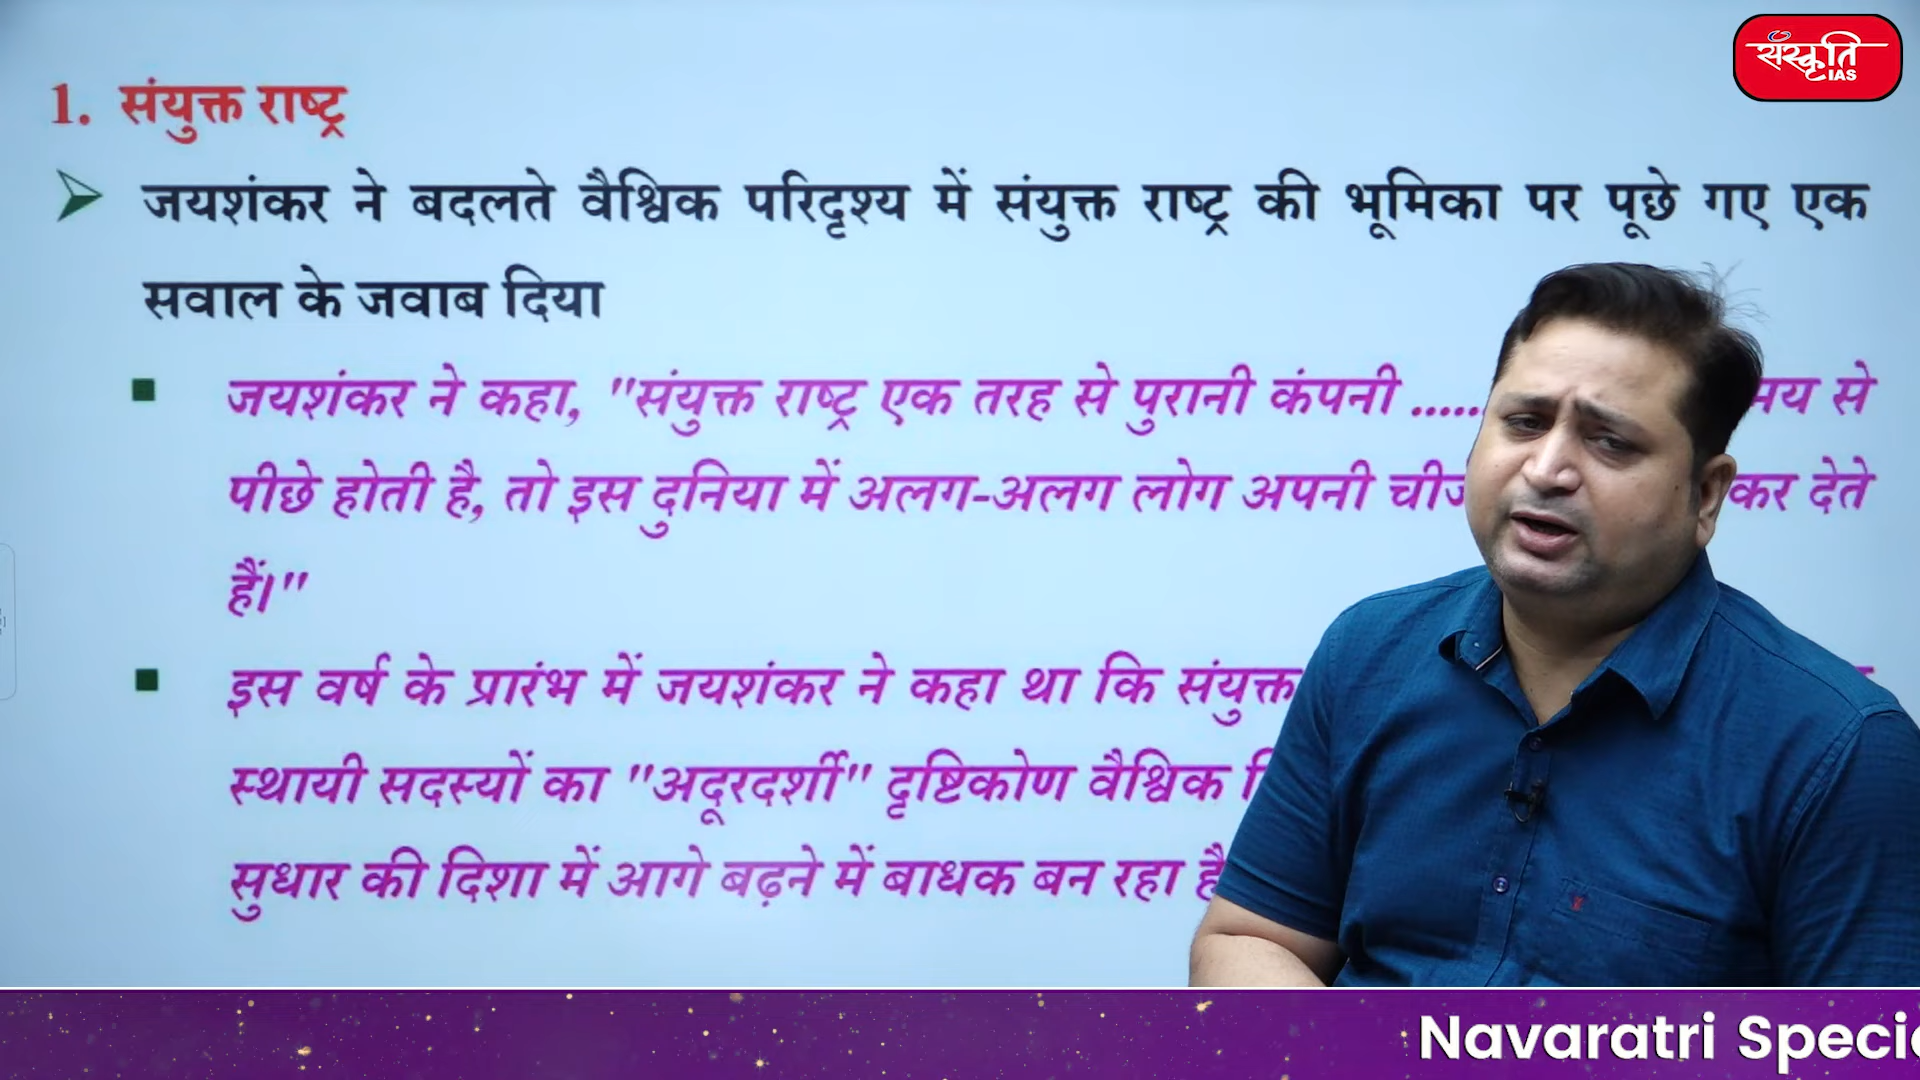 संस्कृति
IAS
1. संयुक्त राष्ट्र
जयशंकर ने बदलते वैश्विक परिदृश्य में संयुक्त राष्ट्र की भूमिका पर पूछे गए एक
सवाल के जवाब दिया
जयशंकर ने कहा, "संयुक्त राष्ट्र एक तरह से पुरानी कंपनी ...... से
पीछे होती है, तो इस दुनिया में अलग-अलग लोग अपनी कर देते
हैं।"
इस वर्ष के प्रारंभ में जयशंकर ने कहा था कि संयुक्त
स्थायी सदस्यों का "अदूरदर्शी" दृष्टिकोण वैश्विक
सुधार की दिशा में आगे बढ़ने में बाधक बन रहा है
Navaratri